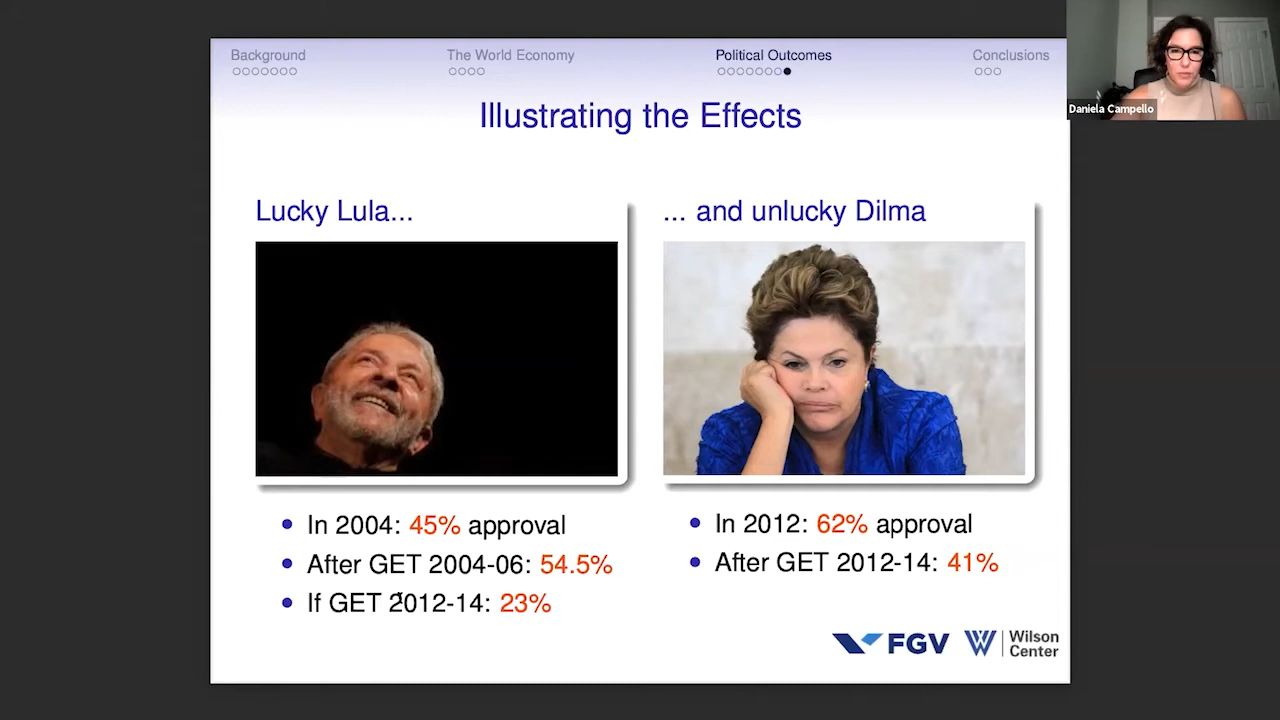 Background
The World Economy
Political Outcomes
Conclusions
Daniela Campello
Illustrating the Effects
Lucky Lula...
In 2004: 45% approval
After GET 2004-06: 54.5%
If GET 2012-14: 23%
... and unlucky Dilma
In 2012: 62% approval
After GET 2012-14: 41%
FGV
Wilson
Center